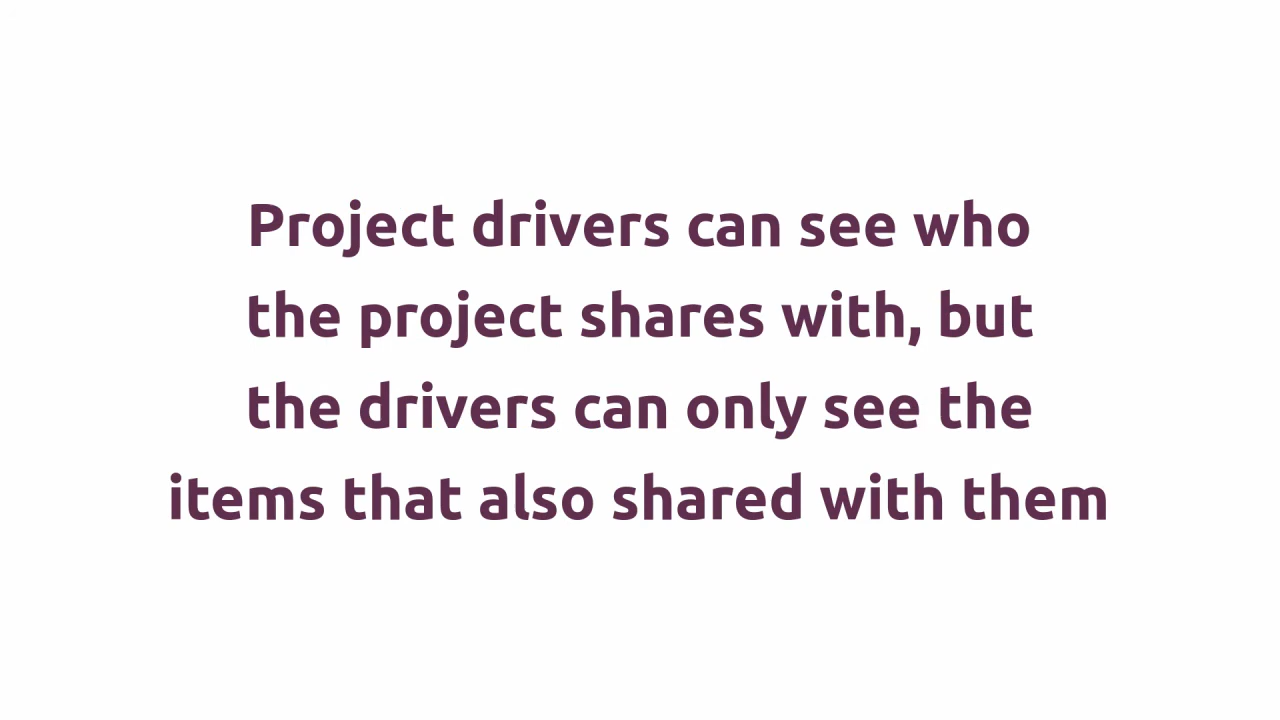 Project drivers can see who
the project shares with, but
the drivers can only see the
items that also shared with them